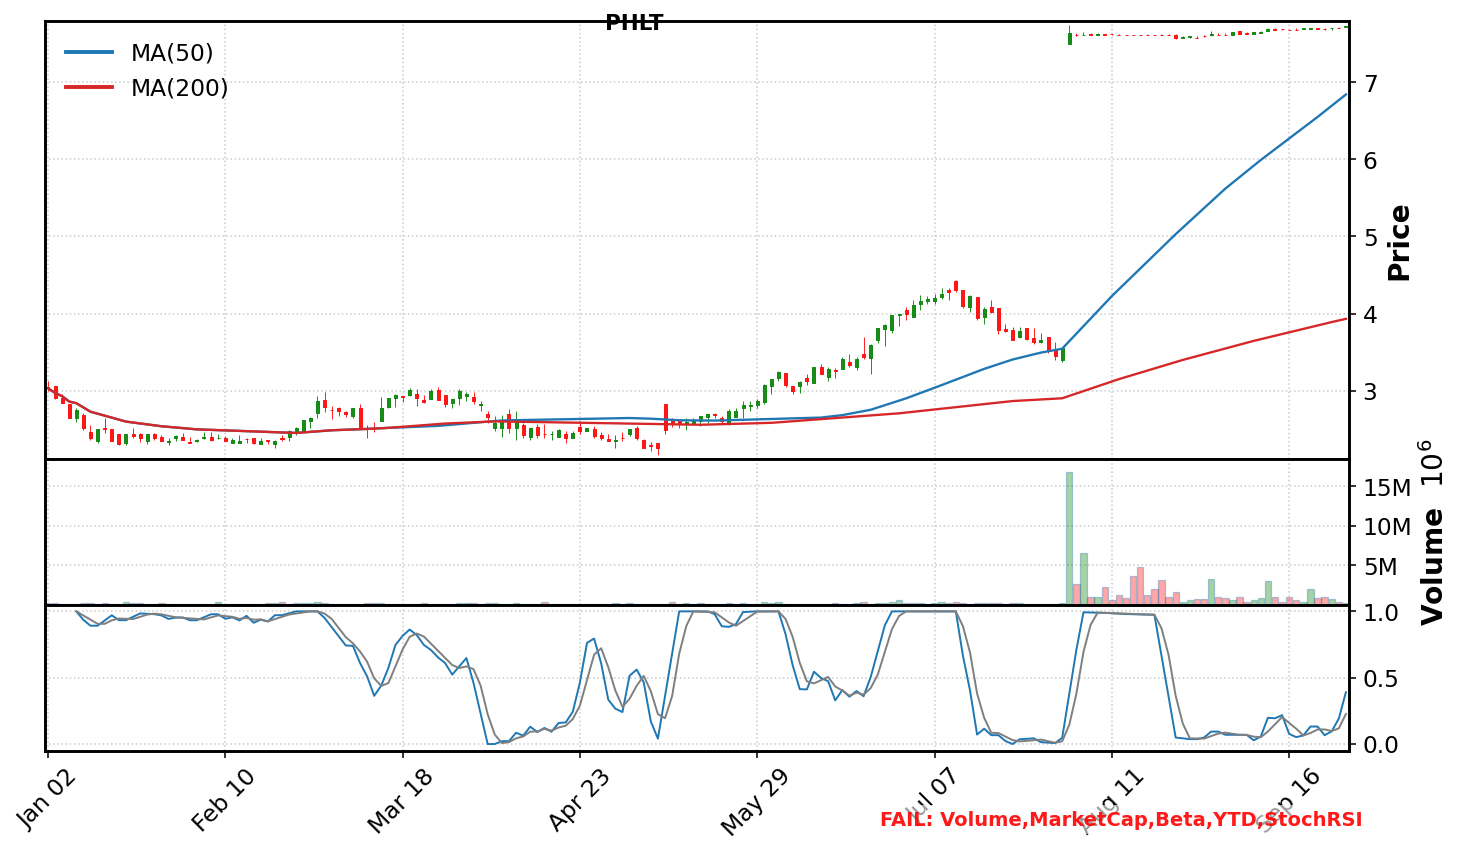 PHLT
MA(50)
MA(200)
7
6
5
4
3
Price
15M
10M
5M
Volume 10^6
1.0
0.5
0.0
Jan 02
Feb 10
Mar 18
Apr 23
May 29
Jul 07
Aug 11
Sep 16
FAIL: Volume,MarketCap,Beta,YTD,StochRSI